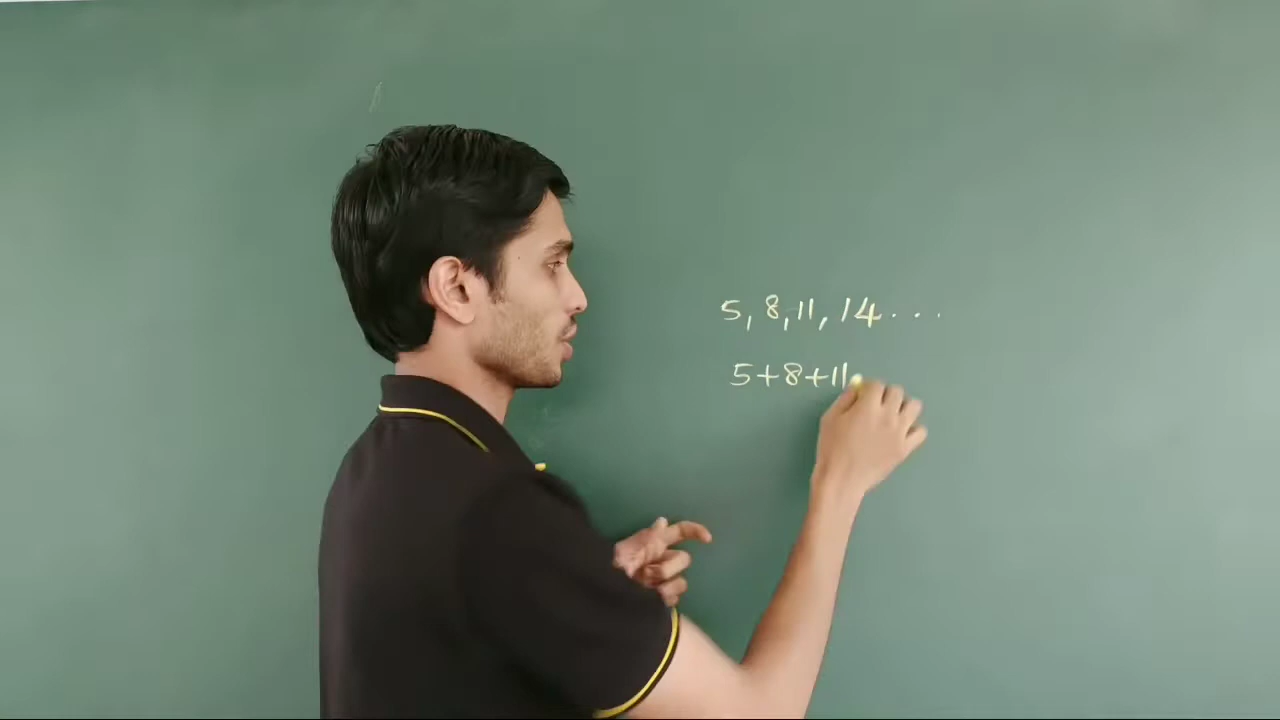 5, 8, 11, 14 . . .
5+8+11